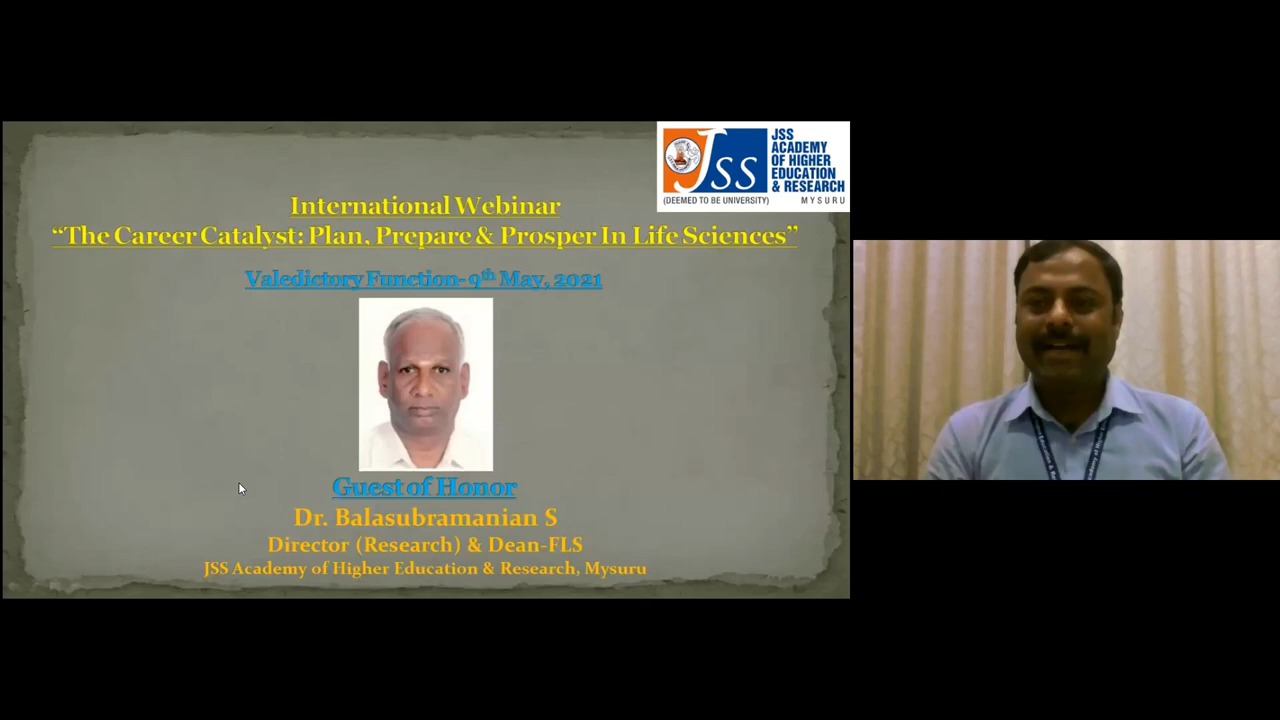 JSS
ACADEMY
OF HIGHER
EDUCATION
& RESEARCH
JSS
(DEEMED TO BE UNIVERSITY) MYSURU
International Webinar
“The Career Catalyst: Plan, Prepare & Prosper In Life Sciences”
Valedictory Function- 9th May, 2021
Guest of Honor
Dr. Balasubramanian S
Director (Research) & Dean-FLS
JSS Academy of Higher Education & Research, Mysuru